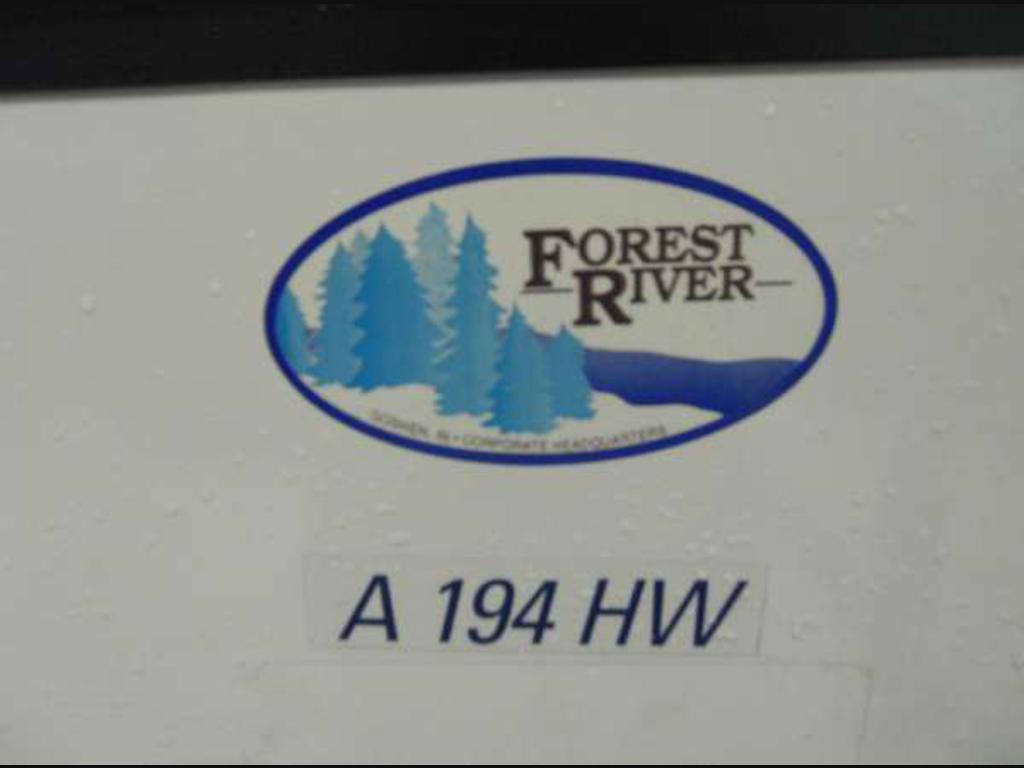 FOREST
RIVER
GOSHEN, IN • CORPORATE HEADQUARTERS
A 194 HW